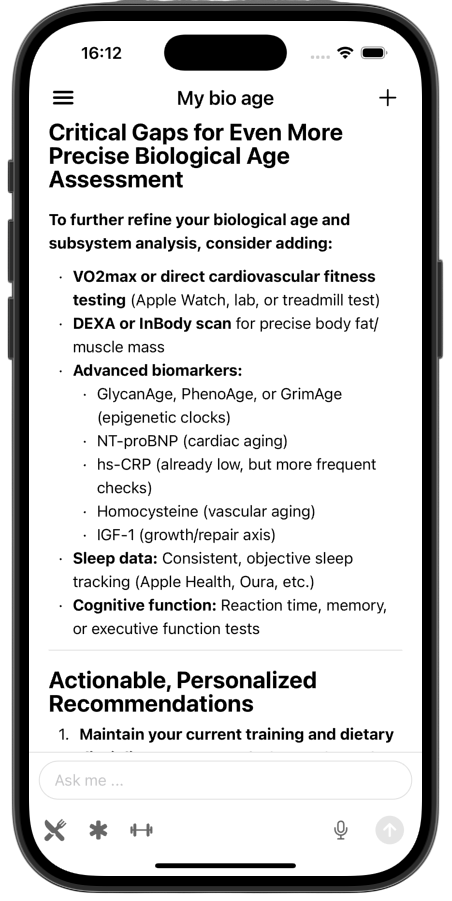 16:12
My bio age
Critical Gaps for Even More
Precise Biological Age
Assessment
To further refine your biological age and
subsystem analysis, consider adding:
· VO2max or direct cardiovascular fitness
testing (Apple Watch, lab, or treadmill test)
· DEXA or InBody scan for precise body fat/
muscle mass
· Advanced biomarkers:
· GlycanAge, PhenoAge, or GrimAge
(epigenetic clocks)
· NT-proBNP (cardiac aging)
· hs-CRP (already low, but more frequent
checks)
· Homocysteine (vascular aging)
· IGF-1 (growth/repair axis)
· Sleep data: Consistent, objective sleep
tracking (Apple Health, Oura, etc.)
· Cognitive function: Reaction time, memory,
or executive function tests
Actionable, Personalized
Recommendations
1. Maintain your current training and dietary
Ask me ...